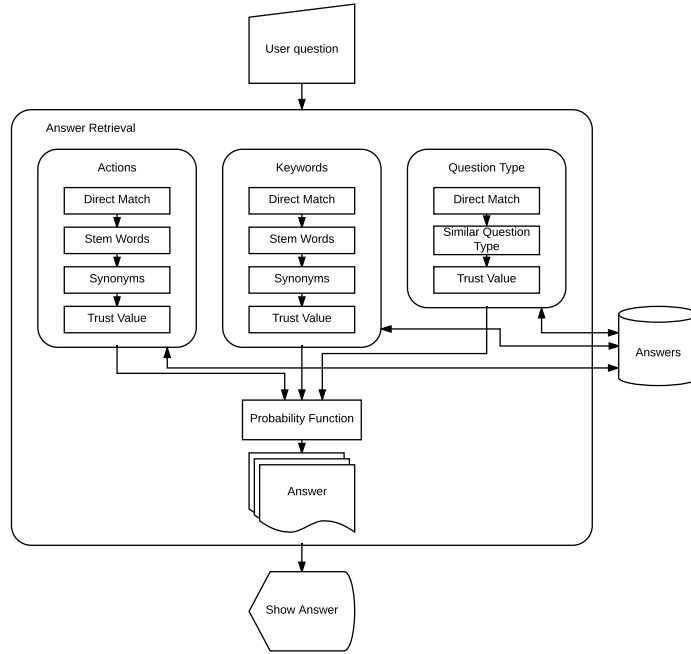 User question
Answer Retrieval
Actions
Direct Match
Stem Words
Synonyms
Trust Value
Keywords
Direct Match
Stem Words
Synonyms
Trust Value
Question Type
Direct Match
Similar Question
Type
Trust Value
Answers
Probability Function
Answer
Show Answer